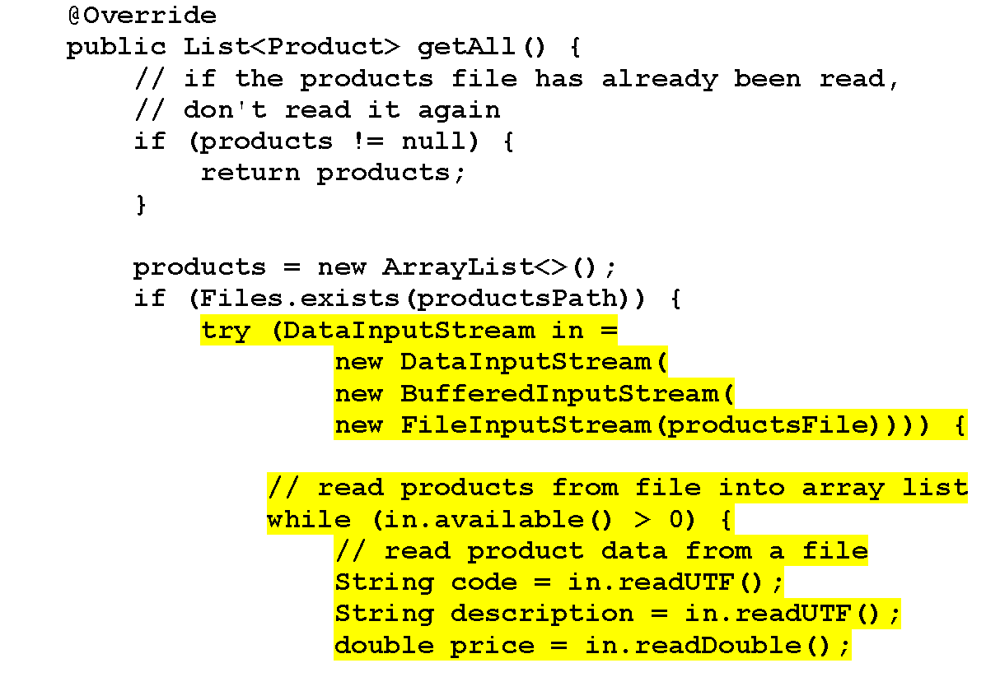 @Override
public List<Product> getAll() {
    // if the products file has already been read,
    // don't read it again
    if (products != null) {
        return products;
    }

    products = new ArrayList<>();
    if (Files.exists(productsPath)) {
        try (DataInputStream in =
                new DataInputStream(
                new BufferedInputStream(
                new FileInputStream(productsFile)))) {

            // read products from file into array list
            while (in.available() > 0) {
                // read product data from a file
                String code = in.readUTF();
                String description = in.readUTF();
                double price = in.readDouble();